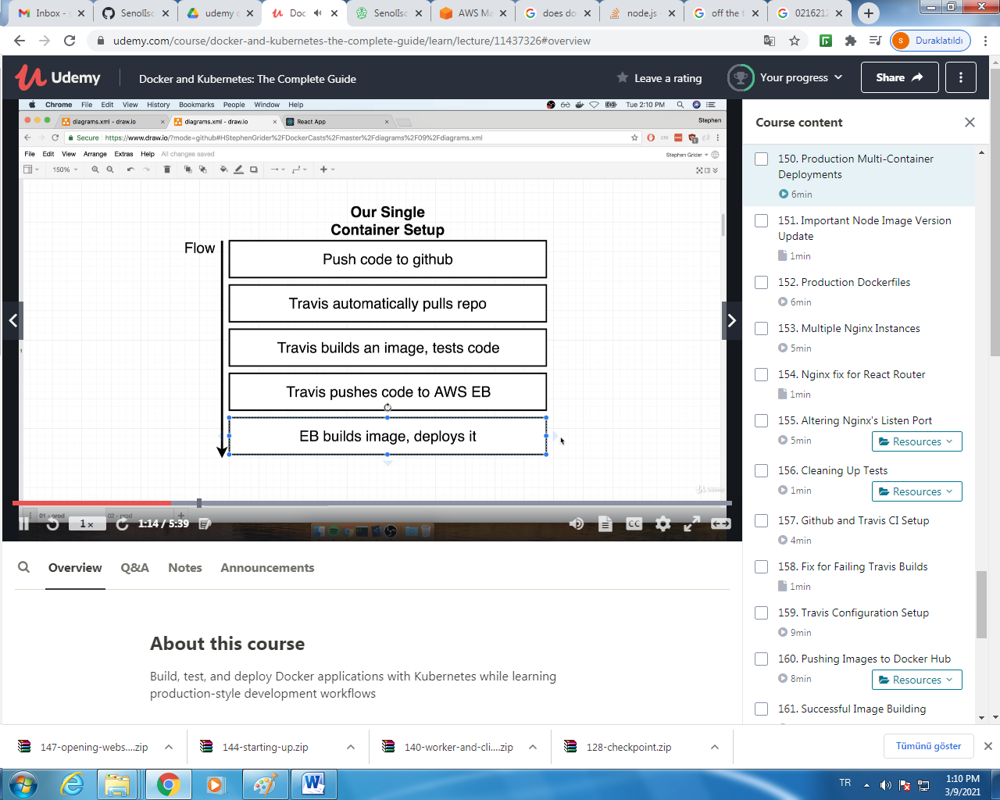 Inbox - s
SenolIsc
udemy c
Doc
SenolIsc
AWS Ma
does do
node.js -
off the t
0216212
udemy.com/course/docker-and-kubernetes-the-complete-guide/learn/lecture/11437326#overview
S Duraklatıldı
Udemy
Docker and Kubernetes: The Complete Guide
Leave a rating
Your progress
Share
Chrome File Edit View History Bookmarks People Window Help
Tue 2:10 PM
diagrams.xml - draw.io
diagrams.xml - draw.io
React App
Stephen
Secure https://www.draw.io/?mode=github#HStephenGrider%2FDockerCasts%2Fmaster%2Fdiagrams%2F09%2Fdiagrams.xml
File Edit View Arrange Extras Help All changes saved
Stephen Grider
150%
Our Single
Container Setup
Flow
Push code to github
Travis automatically pulls repo
Travis builds an image, tests code
Travis pushes code to AWS EB
EB builds image, deploys it
Udemy
01 - prod
02 - prod
1x
1:14 / 5:39
CC
Course content
150. Production Multi-Container
Deployments
6min
151. Important Node Image Version
Update
1min
152. Production Dockerfiles
6min
153. Multiple Nginx Instances
5min
154. Nginx fix for React Router
1min
155. Altering Nginx's Listen Port
5min
Resources
156. Cleaning Up Tests
1min
Resources
157. Github and Travis CI Setup
4min
158. Fix for Failing Travis Builds
1min
159. Travis Configuration Setup
9min
160. Pushing Images to Docker Hub
8min
Resources
161. Successful Image Building
Overview
Q&A
Notes
Announcements
About this course
Build, test, and deploy Docker applications with Kubernetes while learning
production-style development workflows
147-opening-webs....zip
144-starting-up.zip
140-worker-and-cli....zip
128-checkpoint.zip
Tümünü göster
TR
1:10 PM
3/9/2021